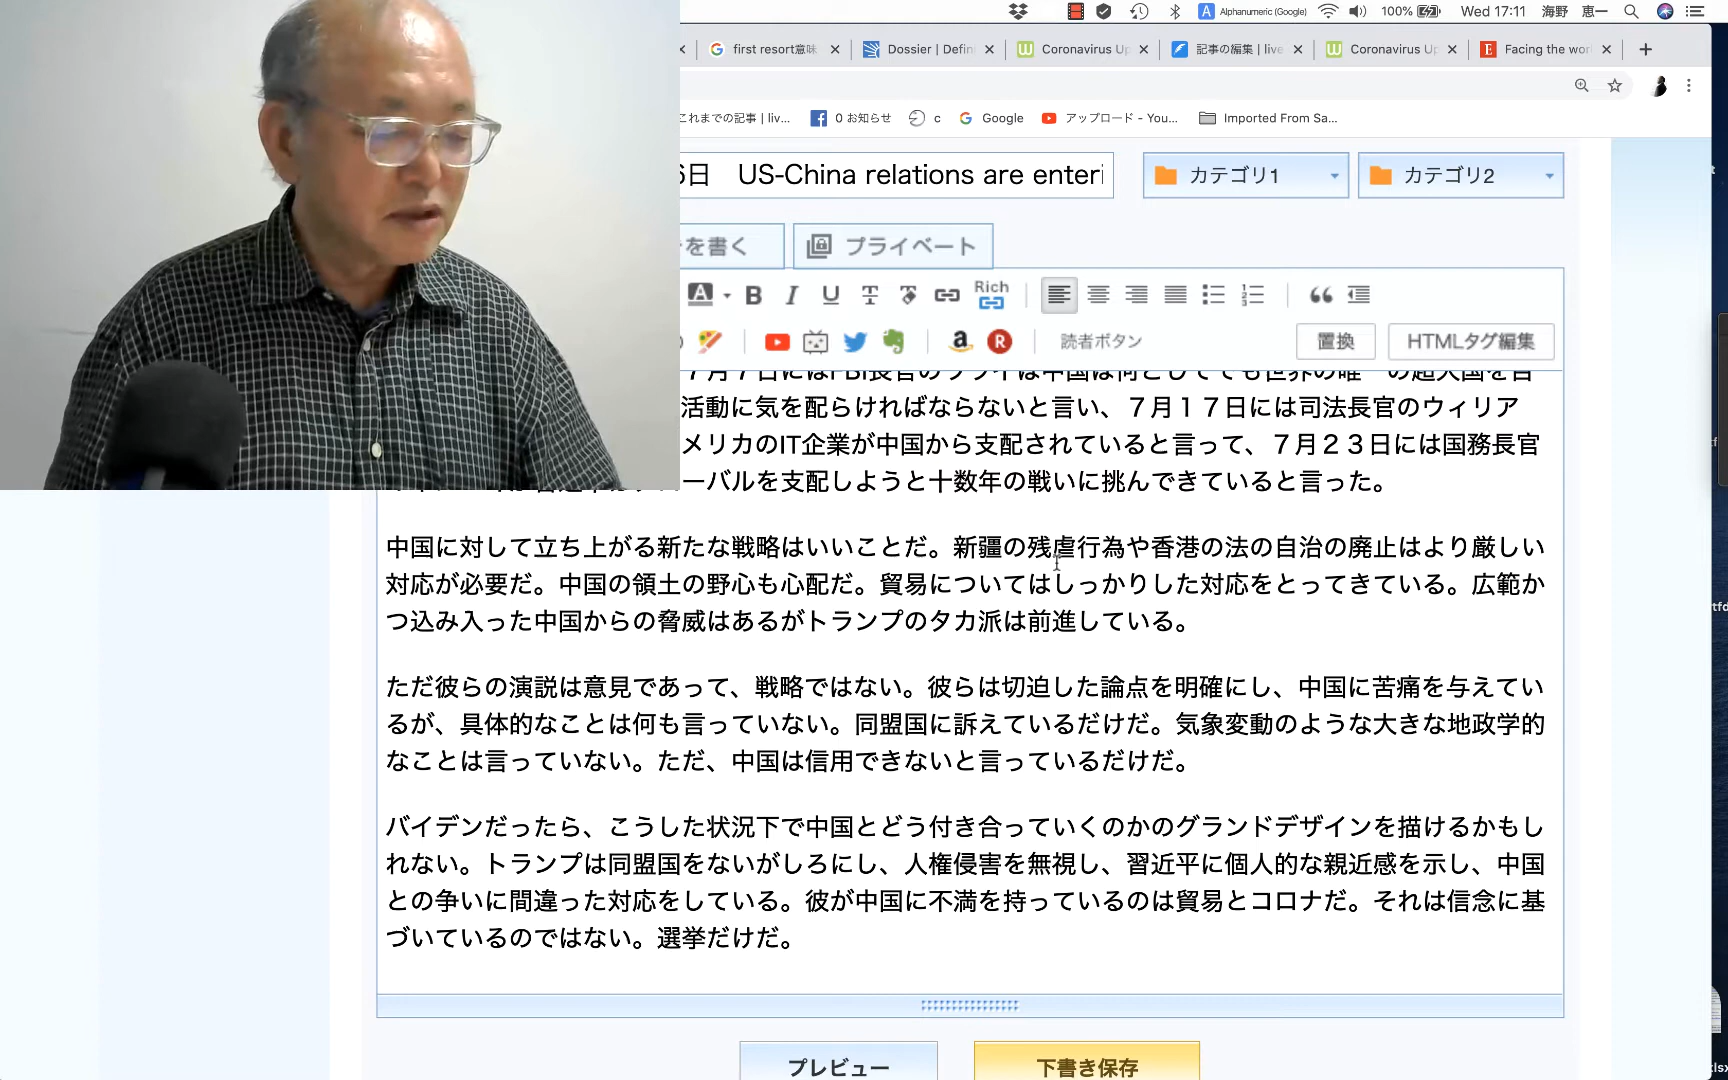 Alphanumeric (Google) 100% Wed 17:11 海野 恵一
first resort意味 Dossier | Defin Coronavirus Up 記事の編集 | live Coronavirus Up Facing the wor
これまでの記事 | liv... 0 お知らせ c Google アップロード - You... Imported From Sa...
6日 US-China relations are enteri カテゴリ1 カテゴリ2
を書く プライベート
Rich
読者ボタン 置換 HTMLタグ編集
活動に気を配らければならないと言い、７月１７日には司法長官のウィリア
メリカのIT企業が中国から支配されていると言って、７月２３日には国務長官
ーバルを支配しようと十数年の戦いに挑んできていると言った。
中国に対して立ち上がる新たな戦略はいいことだ。新疆の残虐行為や香港の法の自治の廃止はより厳しい
対応が必要だ。中国の領土の野心も心配だ。貿易についてはしっかりした対応をとってきている。広範か
つ込み入った中国からの脅威はあるがトランプのタカ派は前進している。
ただ彼らの演説は意見であって、戦略ではない。彼らは切迫した論点を明確にし、中国に苦痛を与えてい
るが、具体的なことは何も言っていない。同盟国に訴えているだけだ。気象変動のような大きな地政学的
なことは言っていない。ただ、中国は信用できないと言っているだけだ。
バイデンだったら、こうした状況下で中国とどう付き合っていくのかのグランドデザインを描けるかもし
れない。トランプは同盟国をないがしろにし、人権侵害を無視し、習近平に個人的な親近感を示し、中国
との争いに間違った対応をしている。彼が中国に不満を持っているのは貿易とコロナだ。それは信念に基
づいているのではない。選挙だけだ。
プレビュー 下書き保存